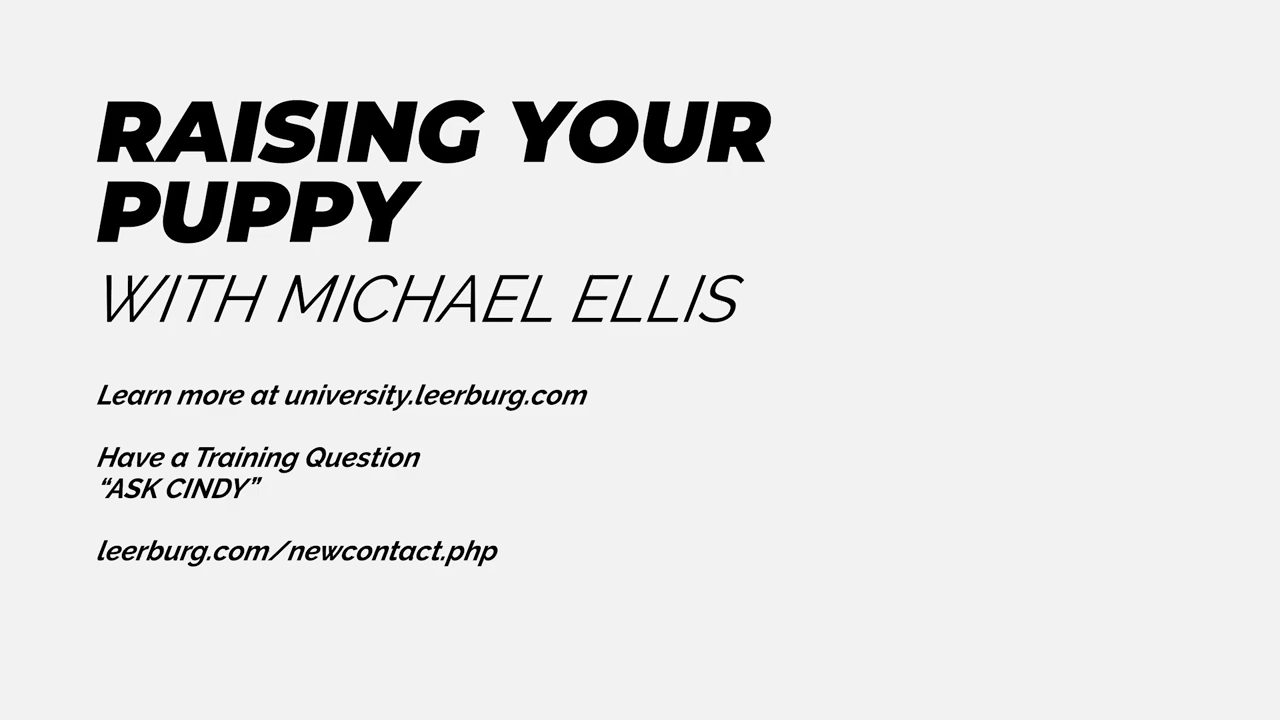 RAISING YOUR
PUPPY
WITH MICHAEL ELLIS
Learn more at university.leerburg.com
Have a Training Question
“ASK CINDY”
leerburg.com/newcontact.php